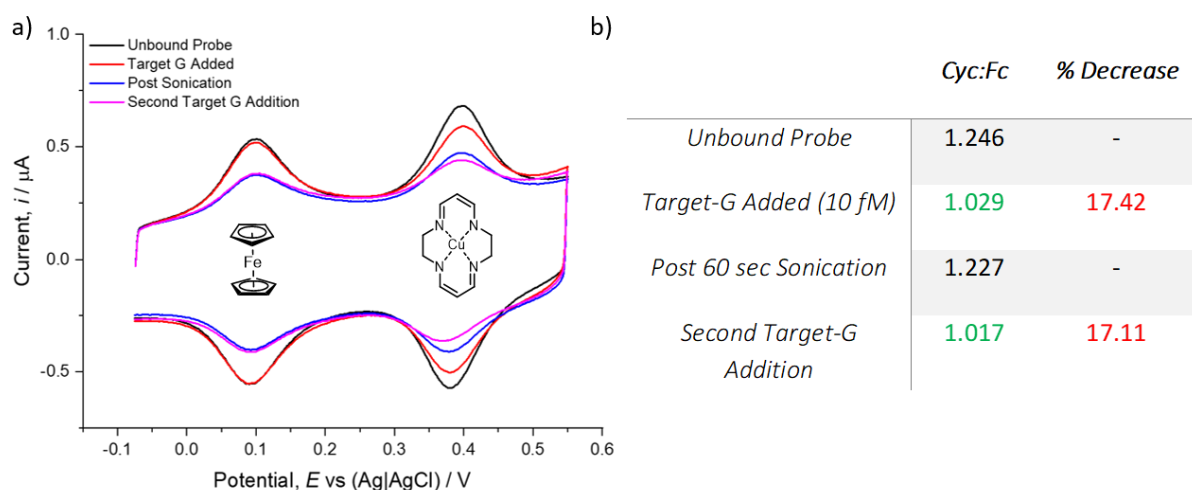 a)
1.0
0.5
0.0
-0.5
Current, i / µA
Unbound Probe
Target G Added
Post Sonication
Second Target G Addition
Fe
N
N
Cu
N
N
-0.1
0.0
0.1
0.2
0.3
0.4
0.5
0.6
Potential, E vs (Ag|AgCl) / V
b)
Cyc:Fc % Decrease
Unbound Probe 1.246 -
Target-G Added (10 fM) 1.029 17.42
Post 60 sec Sonication 1.227 -
Second Target-G 1.017 17.11
Addition